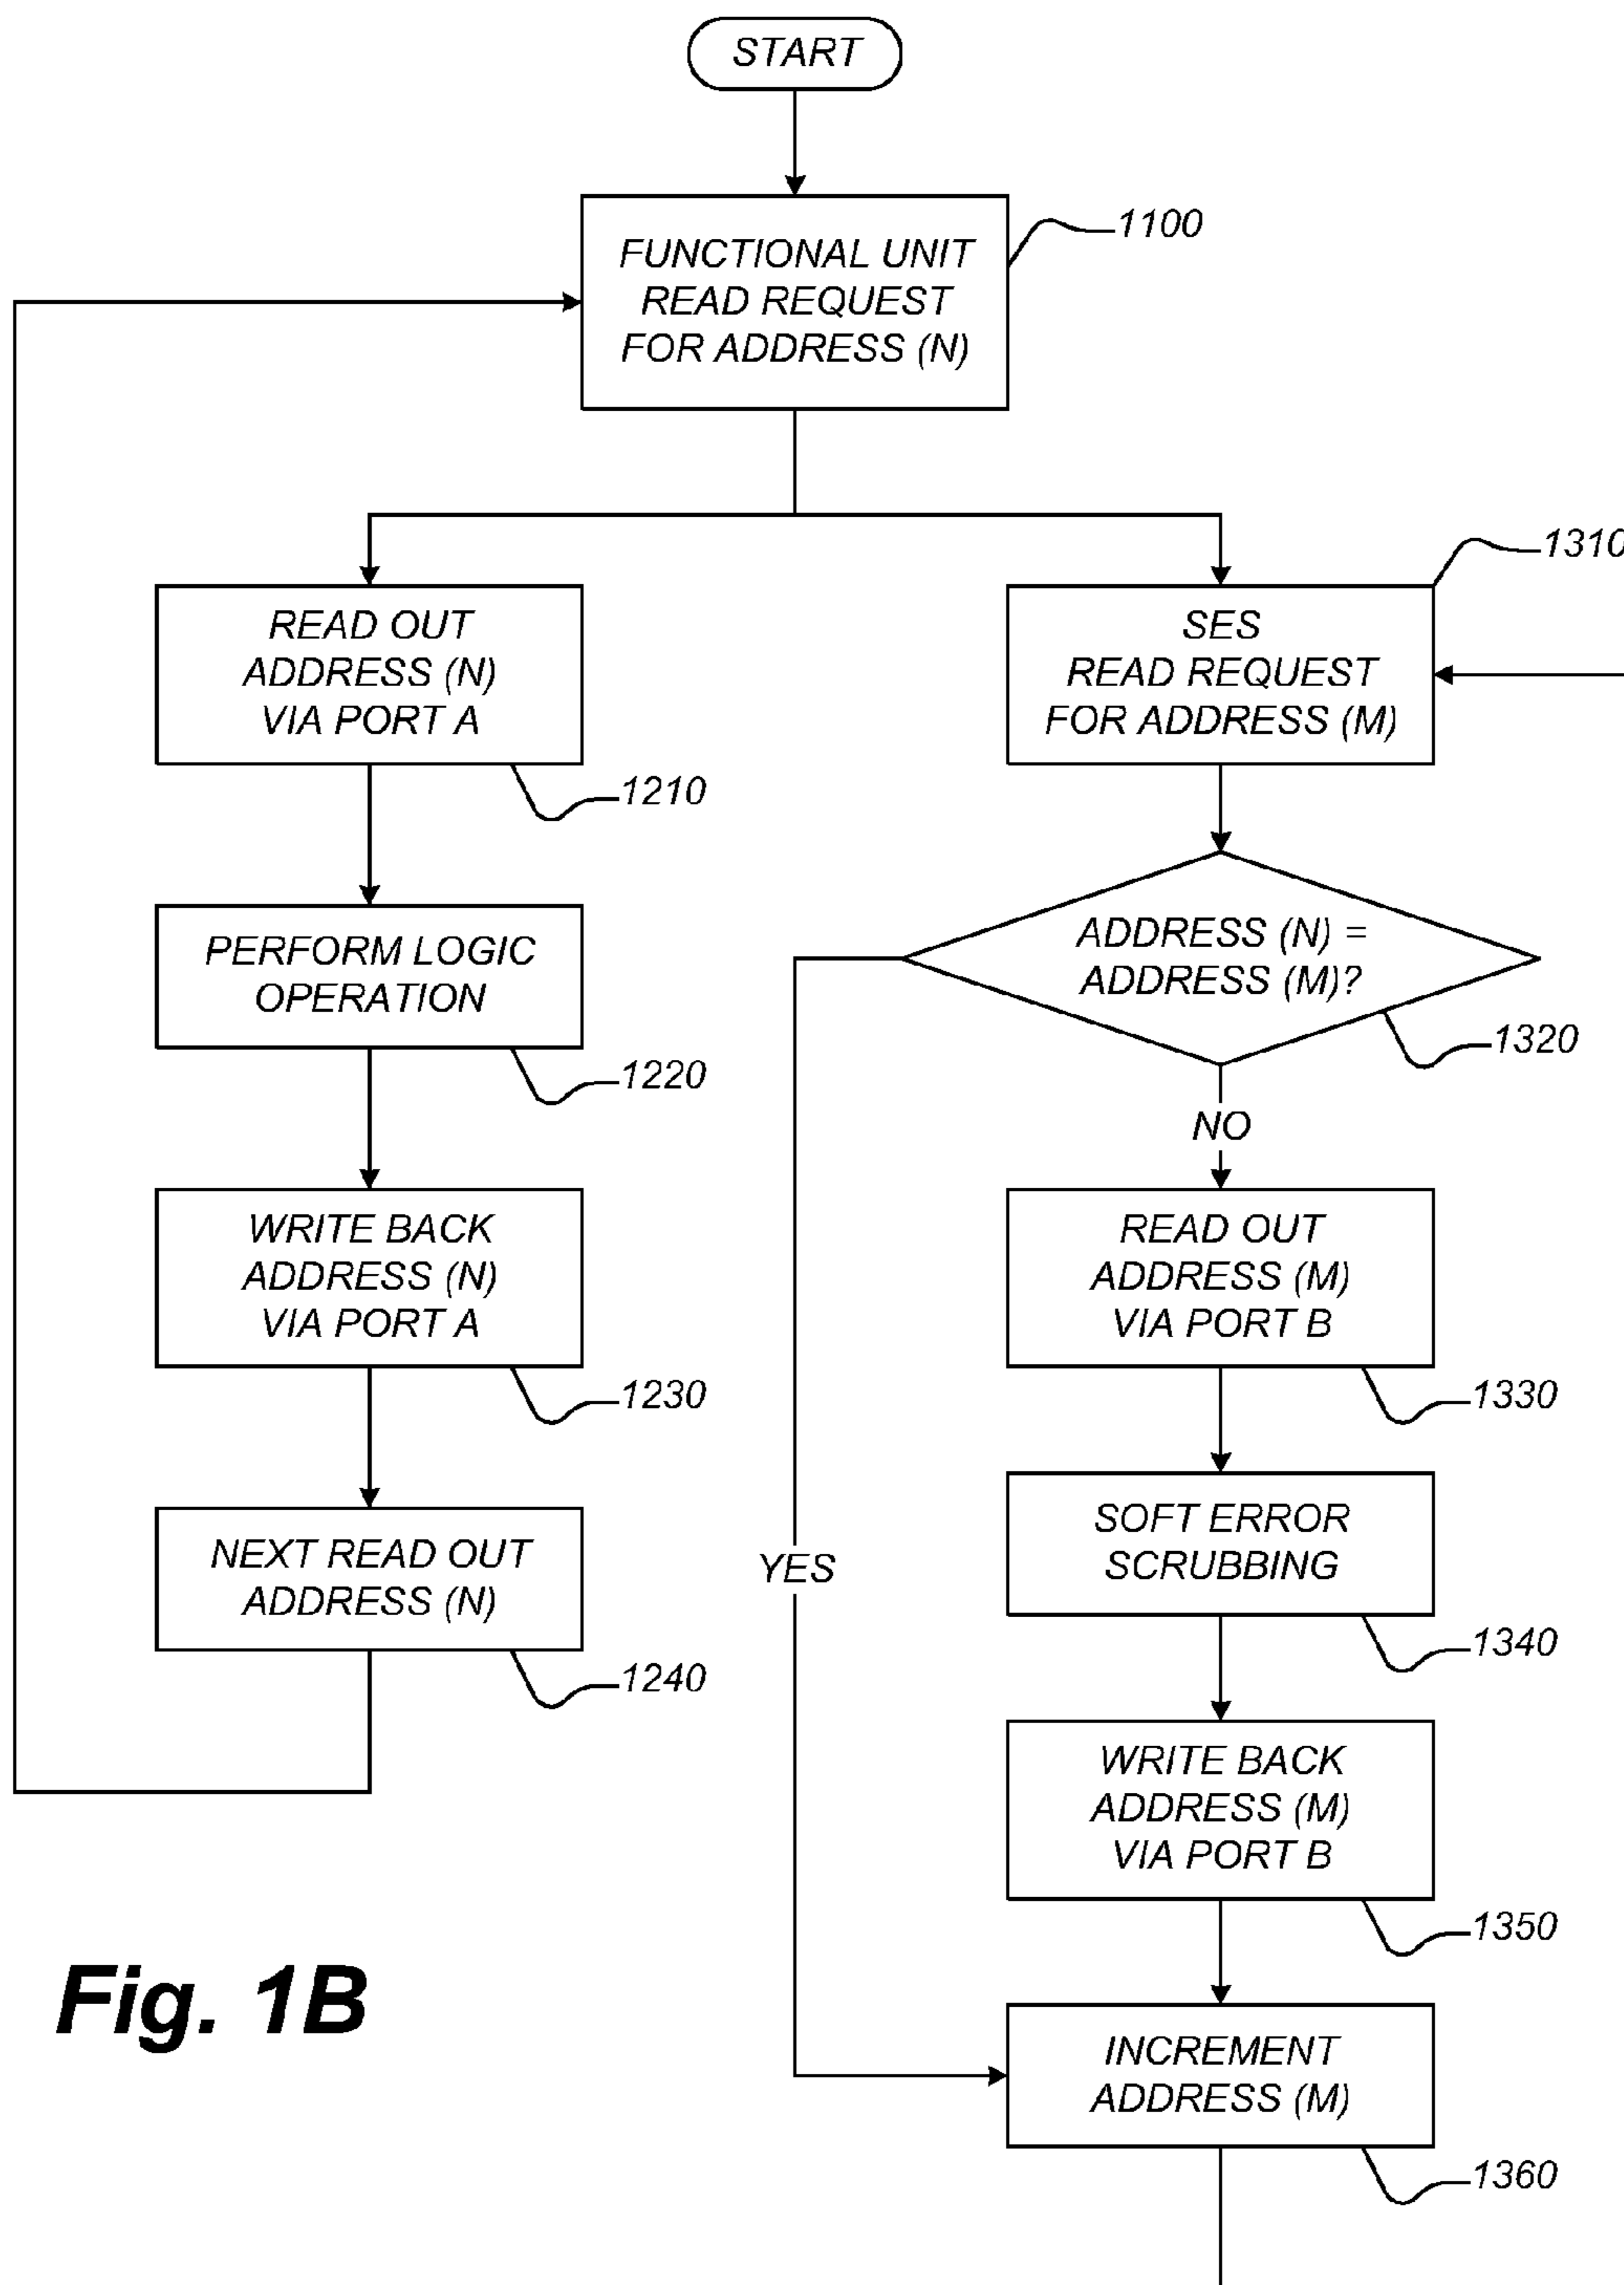 START
FUNCTIONAL UNIT
READ REQUEST
FOR ADDRESS (N)
1100
READ OUT
ADDRESS (N)
VIA PORT A
1210
PERFORM LOGIC
OPERATION
1220
WRITE BACK
ADDRESS (N)
VIA PORT A
1230
NEXT READ OUT
ADDRESS (N)
1240
SES
READ REQUEST
FOR ADDRESS (M)
1310
ADDRESS (N) =
ADDRESS (M)?
1320
NO
YES
READ OUT
ADDRESS (M)
VIA PORT B
1330
SOFT ERROR
SCRUBBING
1340
WRITE BACK
ADDRESS (M)
VIA PORT B
1350
INCREMENT
ADDRESS (M)
1360
Fig. 1B